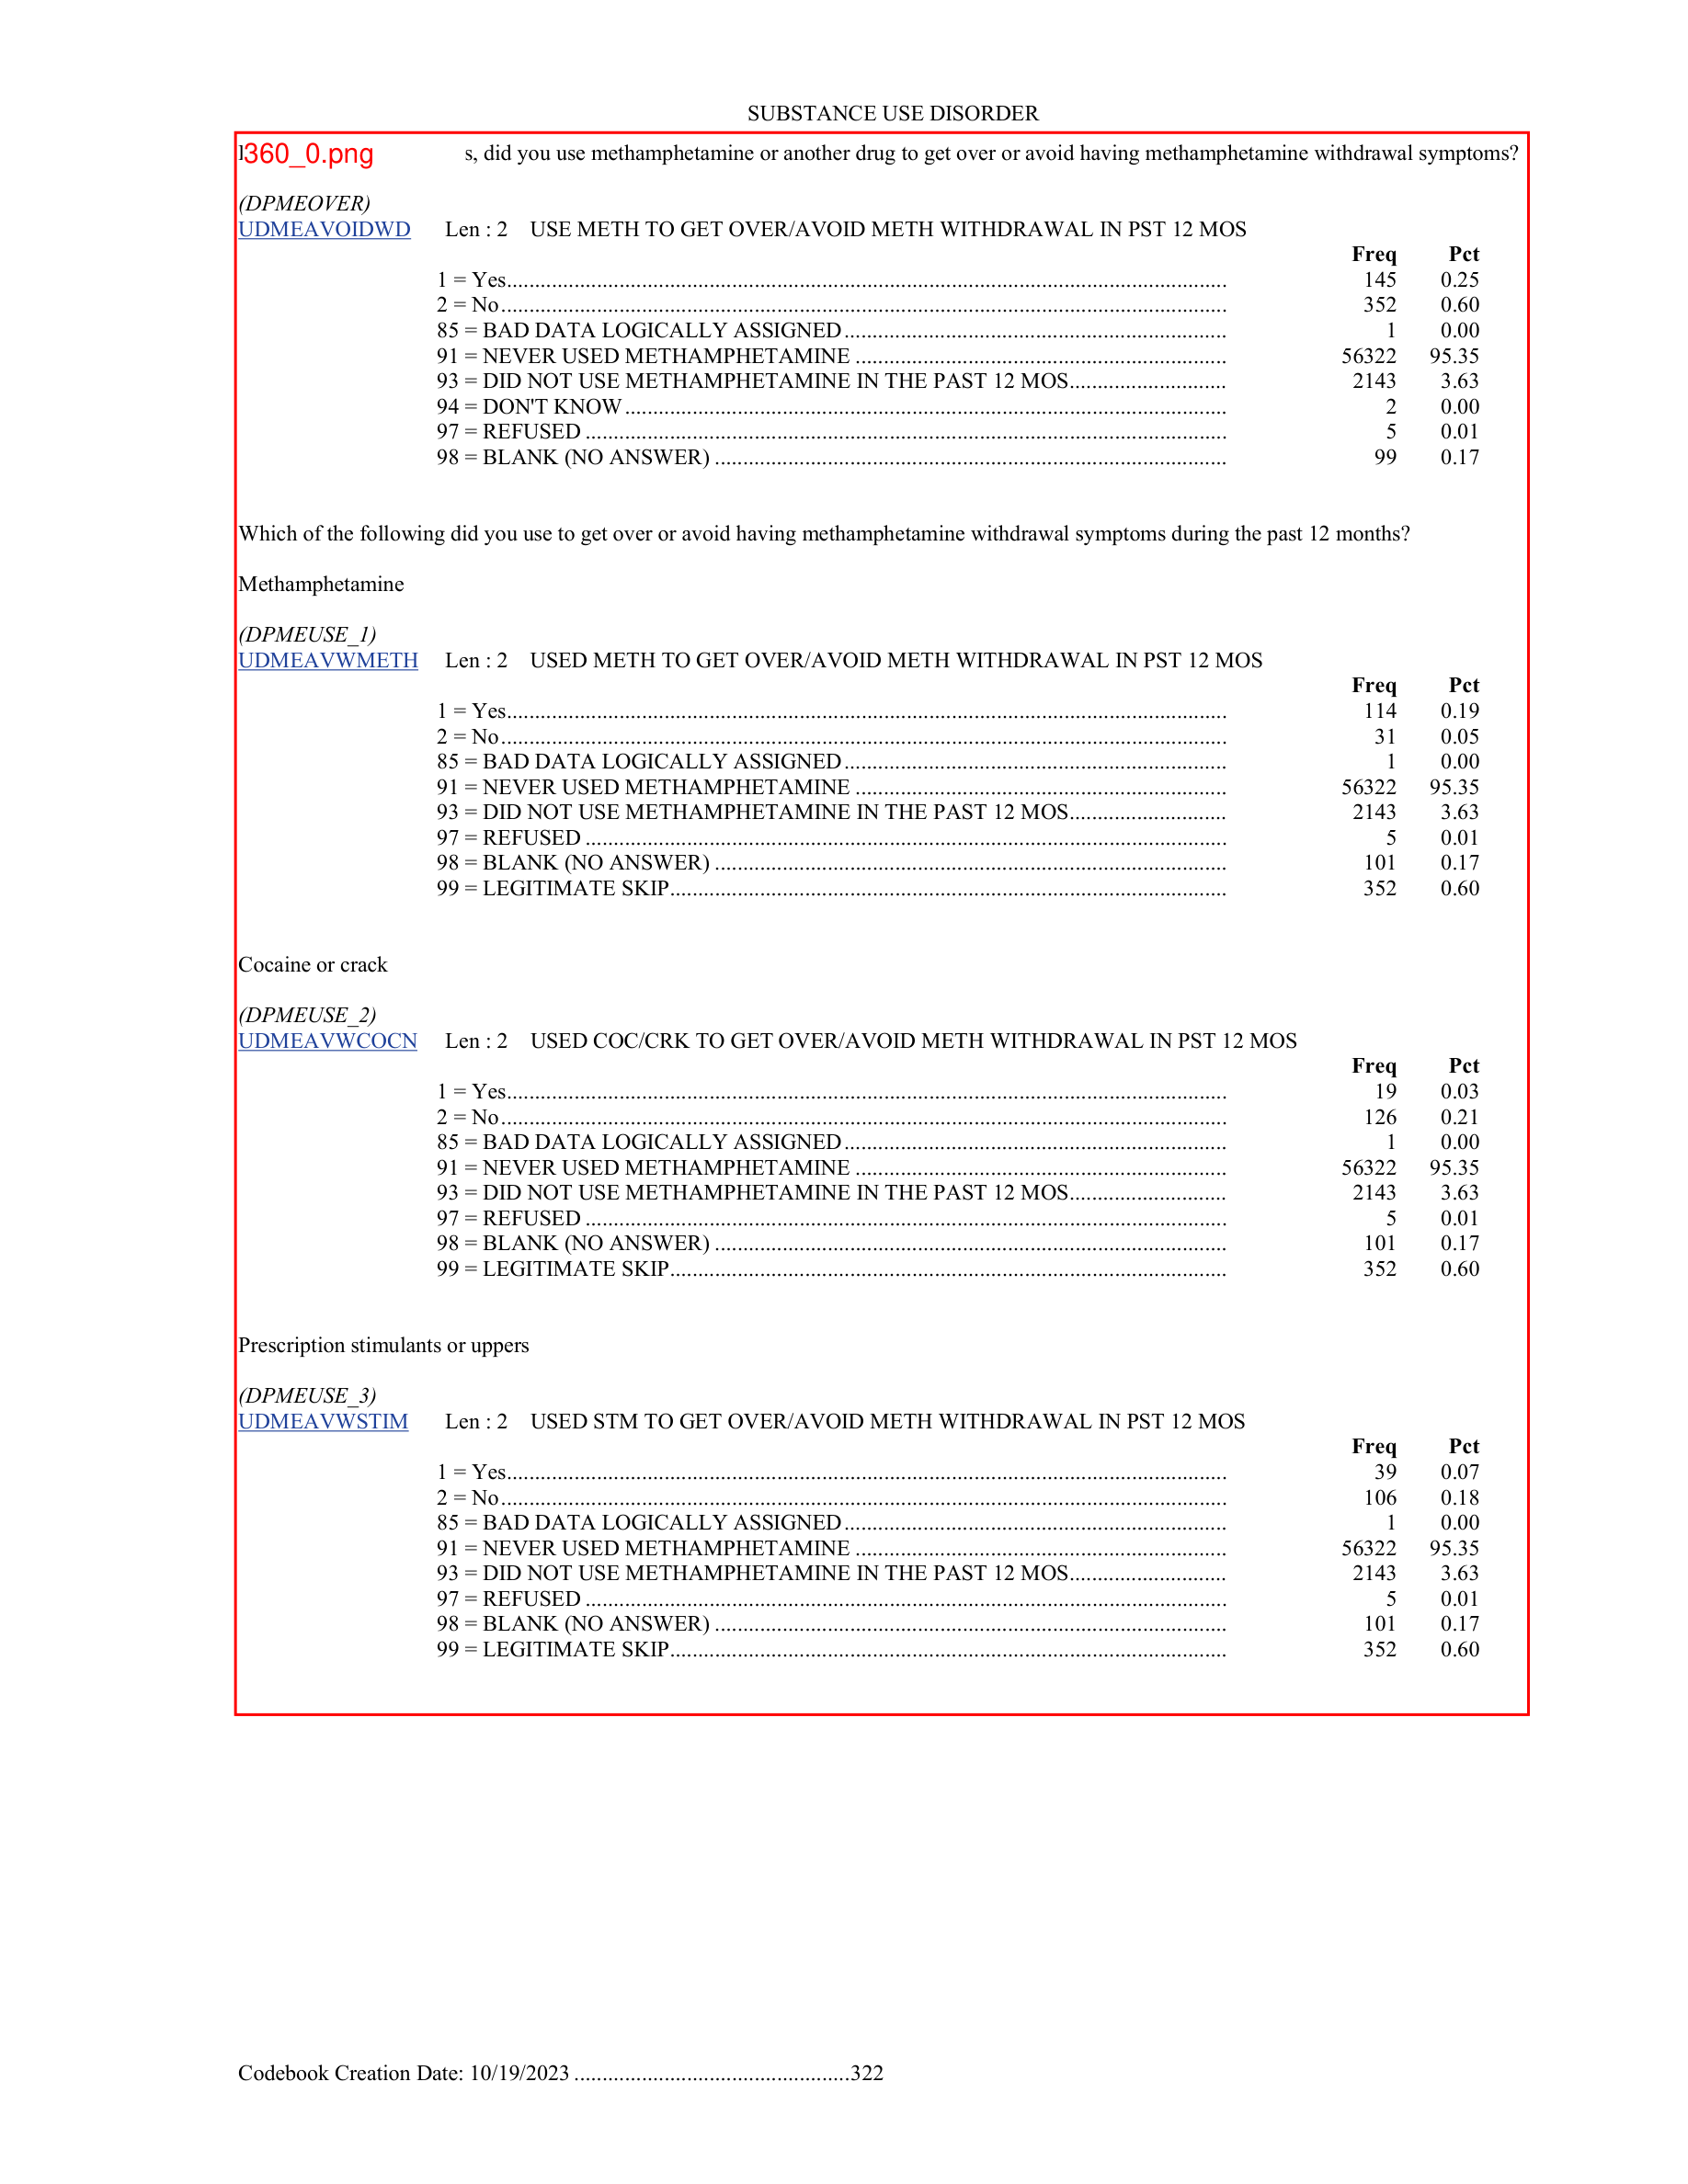 SUBSTANCE USE DISORDER
360_0.png s, did you use methamphetamine or another drug to get over or avoid having methamphetamine withdrawal symptoms?
(DPMEOVER)
UDMEAVOIDWD Len : 2 USE METH TO GET OVER/AVOID METH WITHDRAWAL IN PST 12 MOS
Freq Pct
1 = Yes 145 0.25
2 = No 352 0.60
85 = BAD DATA LOGICALLY ASSIGNED 1 0.00
91 = NEVER USED METHAMPHETAMINE 56322 95.35
93 = DID NOT USE METHAMPHETAMINE IN THE PAST 12 MOS 2143 3.63
94 = DON'T KNOW 2 0.00
97 = REFUSED 5 0.01
98 = BLANK (NO ANSWER) 99 0.17
Which of the following did you use to get over or avoid having methamphetamine withdrawal symptoms during the past 12 months?
Methamphetamine
(DPMEUSE_1)
UDMEAVWMETH Len : 2 USED METH TO GET OVER/AVOID METH WITHDRAWAL IN PST 12 MOS
Freq Pct
1 = Yes 114 0.19
2 = No 31 0.05
85 = BAD DATA LOGICALLY ASSIGNED 1 0.00
91 = NEVER USED METHAMPHETAMINE 56322 95.35
93 = DID NOT USE METHAMPHETAMINE IN THE PAST 12 MOS 2143 3.63
97 = REFUSED 5 0.01
98 = BLANK (NO ANSWER) 101 0.17
99 = LEGITIMATE SKIP 352 0.60
Cocaine or crack
(DPMEUSE_2)
UDMEAVWCOCN Len : 2 USED COC/CRK TO GET OVER/AVOID METH WITHDRAWAL IN PST 12 MOS
Freq Pct
1 = Yes 19 0.03
2 = No 126 0.21
85 = BAD DATA LOGICALLY ASSIGNED 1 0.00
91 = NEVER USED METHAMPHETAMINE 56322 95.35
93 = DID NOT USE METHAMPHETAMINE IN THE PAST 12 MOS 2143 3.63
97 = REFUSED 5 0.01
98 = BLANK (NO ANSWER) 101 0.17
99 = LEGITIMATE SKIP 352 0.60
Prescription stimulants or uppers
(DPMEUSE_3)
UDMEAVWSTIM Len : 2 USED STM TO GET OVER/AVOID METH WITHDRAWAL IN PST 12 MOS
Freq Pct
1 = Yes 39 0.07
2 = No 106 0.18
85 = BAD DATA LOGICALLY ASSIGNED 1 0.00
91 = NEVER USED METHAMPHETAMINE 56322 95.35
93 = DID NOT USE METHAMPHETAMINE IN THE PAST 12 MOS 2143 3.63
97 = REFUSED 5 0.01
98 = BLANK (NO ANSWER) 101 0.17
99 = LEGITIMATE SKIP 352 0.60
Codebook Creation Date: 10/19/2023 322